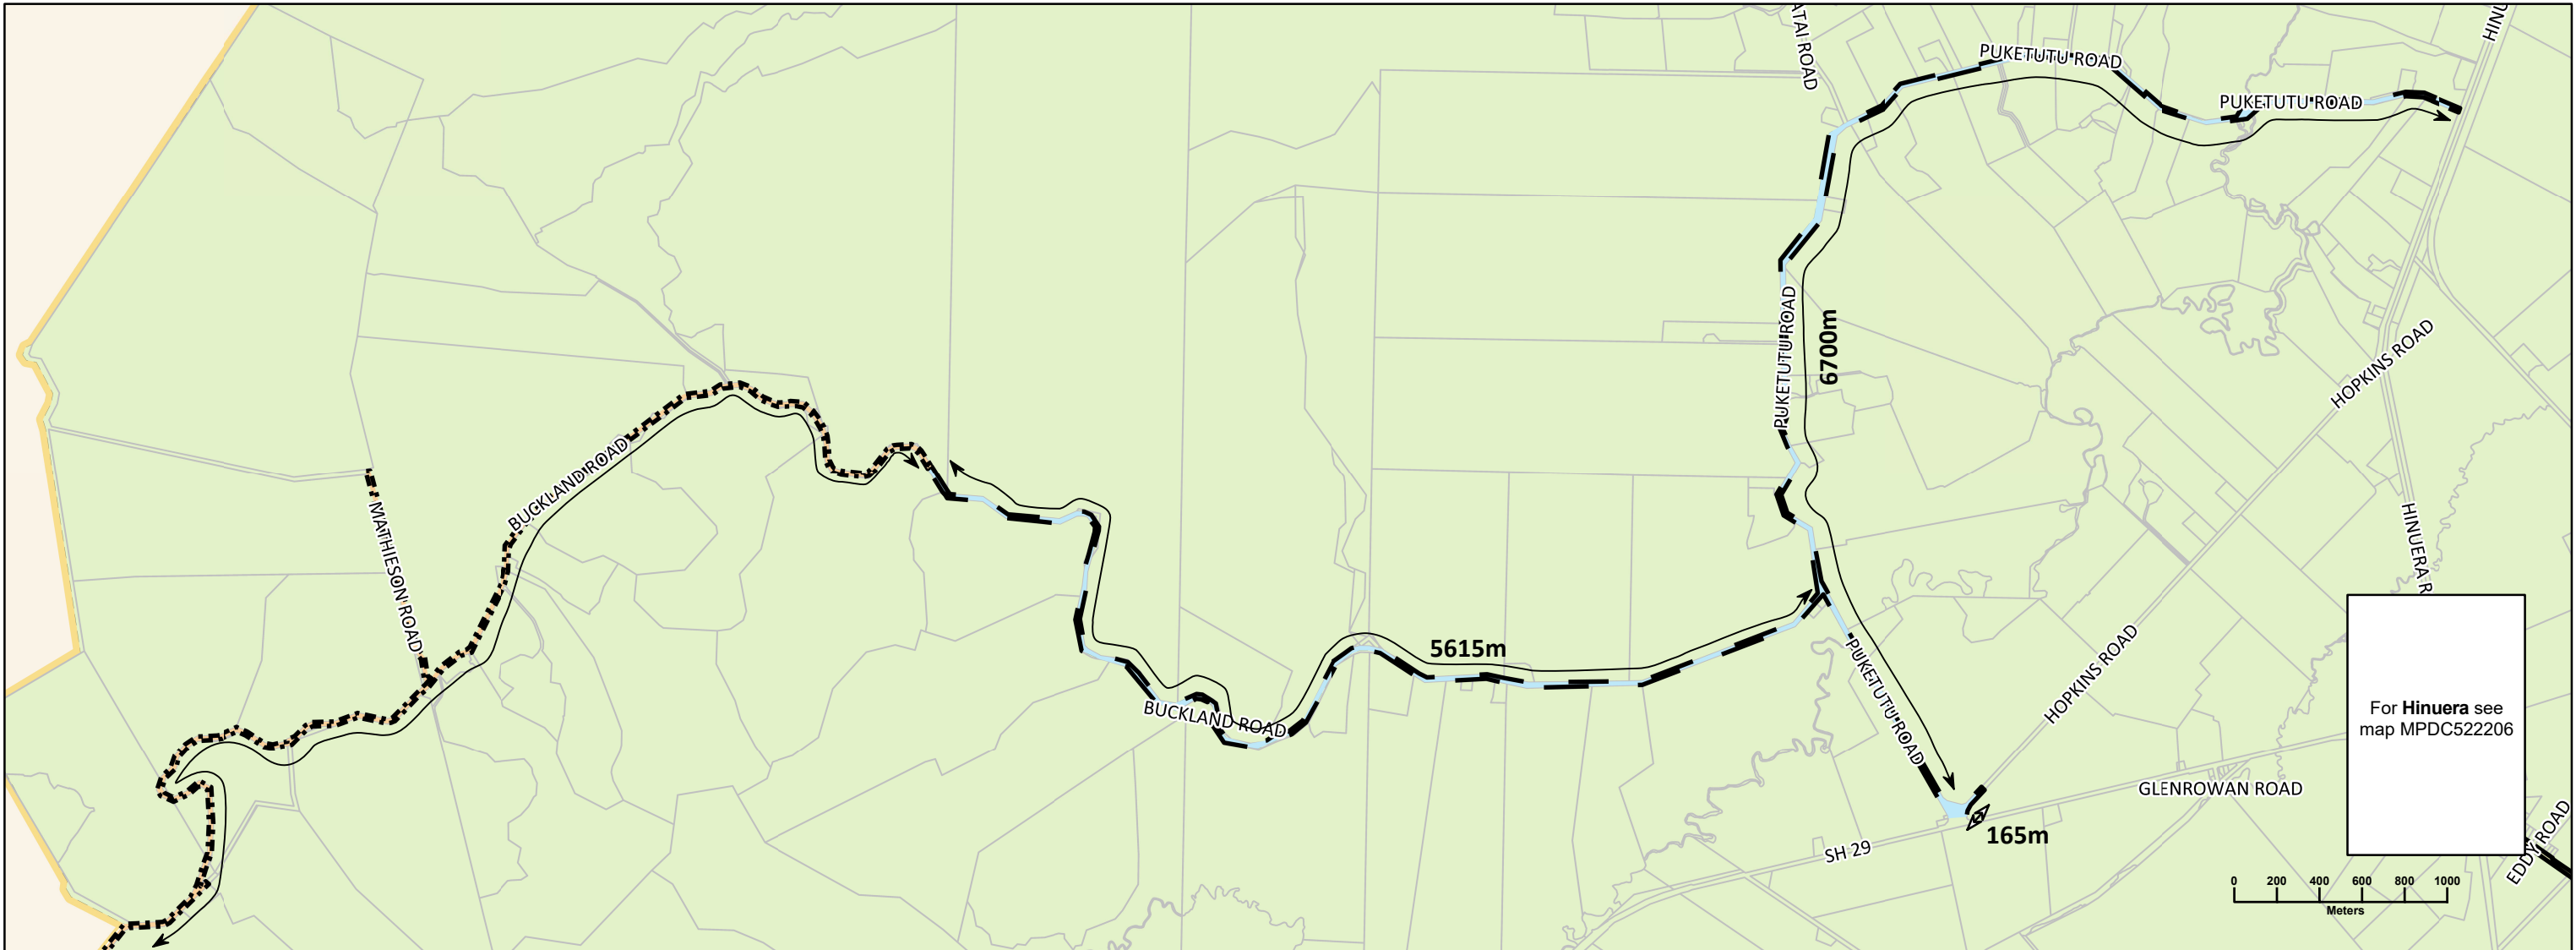 ATAI ROAD
HINU
PUKETUTU ROAD
PUKETUTU ROAD
PUKETUTU ROAD
6700m
HOPKINS ROAD
BUCKLAND ROAD
MATHIESON ROAD
HINUERA R
5615m
BUCKLAND ROAD
PUKETUTU ROAD
HOPKINS ROAD
For Hinuera see
map MPDC522206
GLENROWAN ROAD
165m
SH 29
EDDY ROAD
0 200 400 600 800 1000
Meters